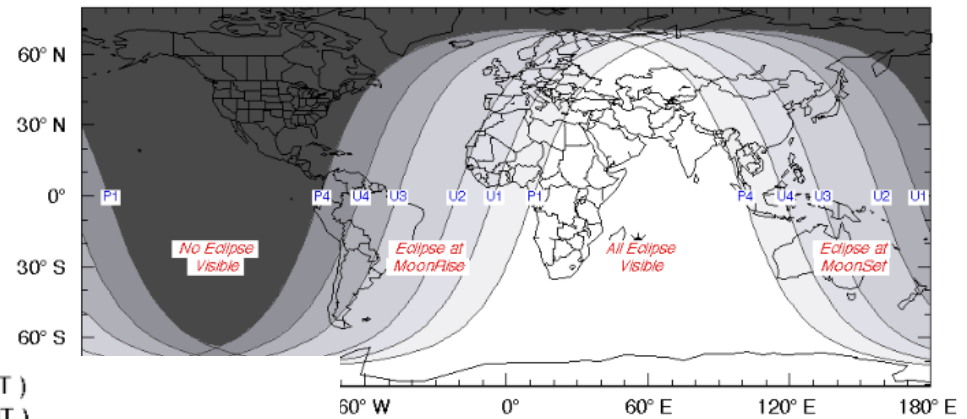 60° N
30° N
0°
30° S
60° S
P1 P4 U4 U3 U2 U1 P1 P4 U4 U3 U2 U1
No Eclipse
Visible
Eclipse at
MoonRise
All Eclipse
Visible
Eclipse at
MoonSet
T )
T )
60° W 0° 60° E 120° E 180° E